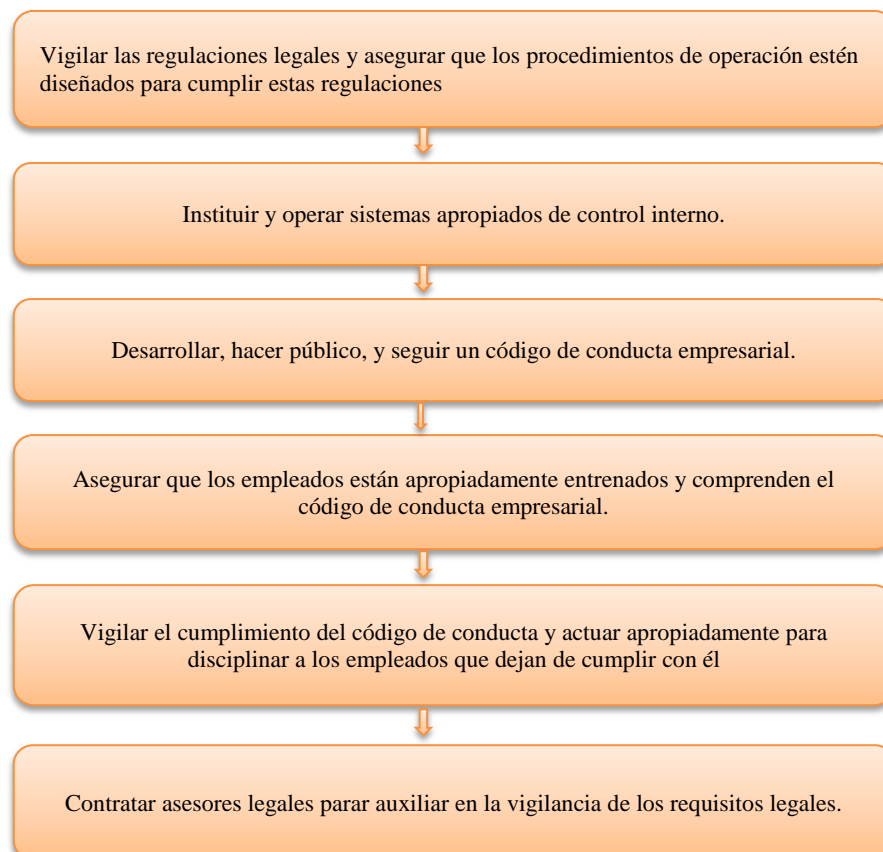 Vigilar las regulaciones legales y asegurar que los procedimientos de operación estén
diseñados para cumplir estas regulaciones
Instituir y operar sistemas apropiados de control interno.
Desarrollar, hacer público, y seguir un código de conducta empresarial.
Asegurar que los empleados están apropiadamente entrenados y comprenden el
código de conducta empresarial.
Vigilar el cumplimiento del código de conducta y actuar apropiadamente para
disciplinar a los empleados que dejan de cumplir con él
Contratar asesores legales parar auxiliar en la vigilancia de los requisitos legales.